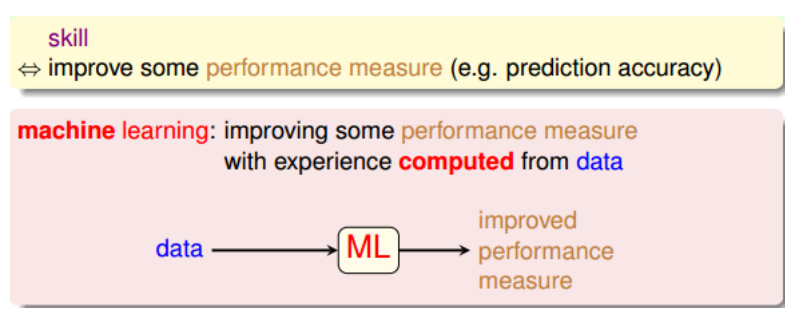 skill
⇔ improve some performance measure (e.g. prediction accuracy)
machine learning: improving some performance measure
with experience computed from data
data
ML
improved
performance
measure